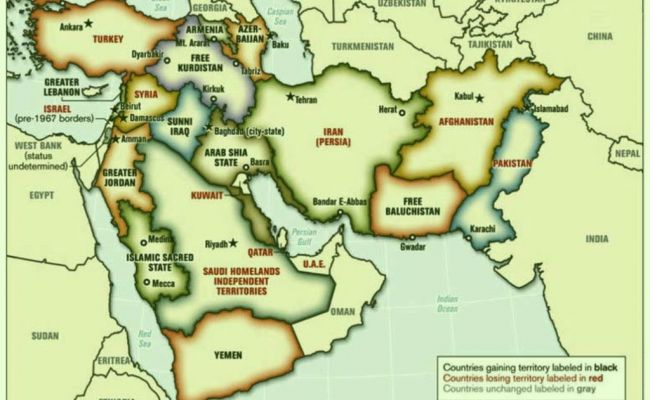 Black
Sea
GEORGIA
Caspian
Sea
UZBEKISTAN
KYRGYZSTAN
Ankara
TURKEY
ARMENIA
Mt. Ararat
AZER-
BAIJAN
Baku
TURKMENISTAN
TAJIKISTAN
CHINA
Dyarbakir
FREE
KURDISTAN
Tabriz
GREATER
LEBANON
SYRIA
Kirkuk
Tehran
Herat
Kabul
Islamabad
ISRAEL
(pre-1967 borders)
Beirut
Damascus
SUNNI
IRAQ
Baghdad (city-state)
IRAN
(PERSIA)
AFGHANISTAN
WEST BANK
(status
undetermined)
Amman
ARAB SHIA
STATE
Basra
PAKISTAN
NEPAL
EGYPT
GREATER
JORDAN
KUWAIT
Bandar E-Abbas
FREE
BALUCHISTAN
Karachi
Gwadar
INDIA
Medina
Riyadh
Persian
Gulf
ISLAMIC SACRED
STATE
QATAR
U.A.E.
Mecca
SAUDI HOMELANDS
INDEPENDENT
TERRITORIES
OMAN
Indian
Ocean
SUDAN
Red
Sea
ERITREA
YEMEN
ETHIOPIA
Countries gaining territory labeled in black
Countries losing territory labeled in red
Countries unchanged labeled in gray